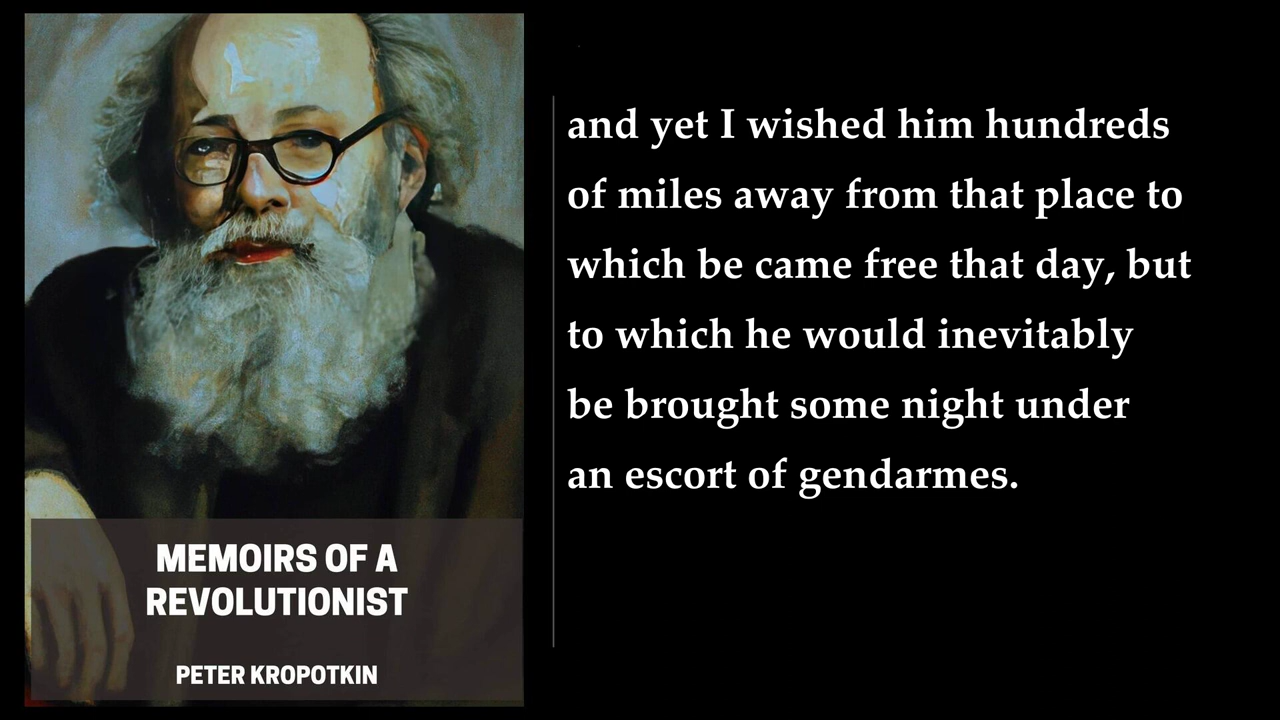 MEMOIRS OF A
REVOLUTIONIST
PETER KROPOTKIN
and yet I wished him hundreds
of miles away from that place to
which be came free that day, but
to which he would inevitably
be brought some night under
an escort of gendarmes.